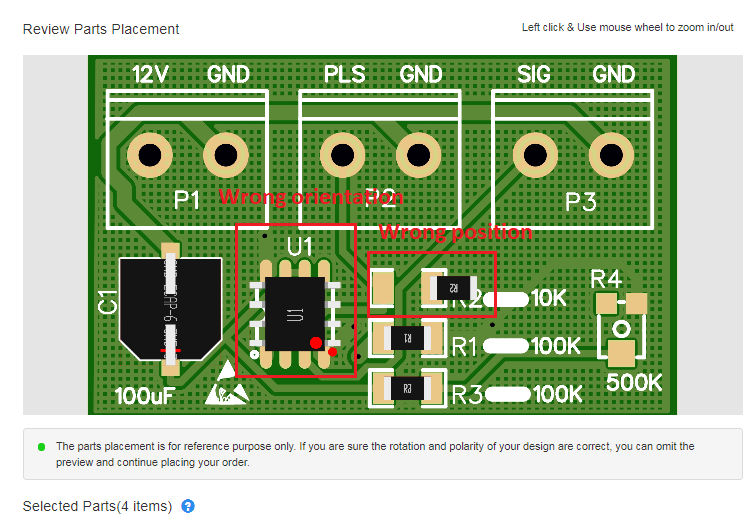 Review Parts Placement
Left click & Use mouse wheel to zoom in/out
12V GND PLS GND SIG GND
P1 Wrong orientation P3
Wrong position
U1
R4
C1
U1
R2
R2 10K
R1
R1 100K
500K
R3
R3 100K
100uF
The parts placement is for reference purpose only. If you are sure the rotation and polarity of your design are correct, you can omit the
preview and continue placing your order.
Selected Parts(4 items) ?